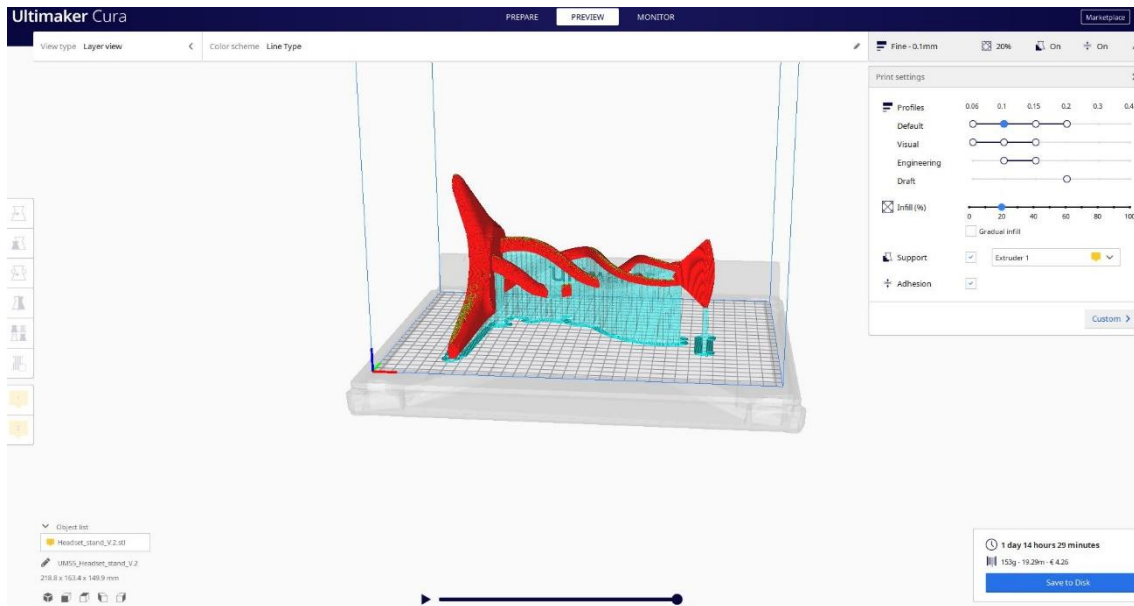 Ultimaker Cura
PREPARE PREVIEW MONITOR
Marketplace
View type Layer view
Color scheme Line Type
Fine - 0.1mm 20% On On
Print settings
Profiles 0.06 0.1 0.15 0.2 0.3 0.4
Default
Visual
Engineering
Draft
Infill (%)
0 20 40 60 80 100
Gradual infill
Support Extruder 1
Adhesion
Custom
Object list
Headset_stand_V.2.stl
UMS5_Headset_stand_V.2
218.8 x 163.4 x 149.9 mm
1 day 14 hours 29 minutes
153g · 19.29m · € 4.26
Save to Disk